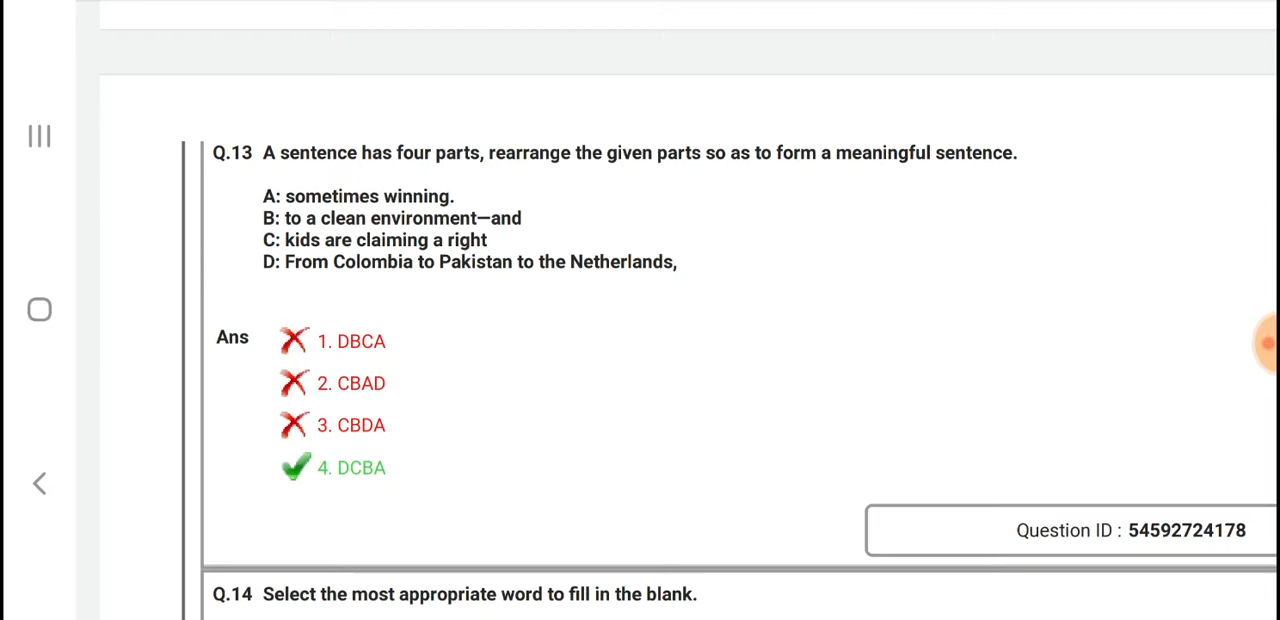 Q.13 A sentence has four parts, rearrange the given parts so as to form a meaningful sentence.
A: sometimes winning.
B: to a clean environment—and
C: kids are claiming a right
D: From Colombia to Pakistan to the Netherlands,
Ans
1. DBCA
2. CBAD
3. CBDA
4. DCBA
Question ID : 54592724178
Q.14 Select the most appropriate word to fill in the blank.